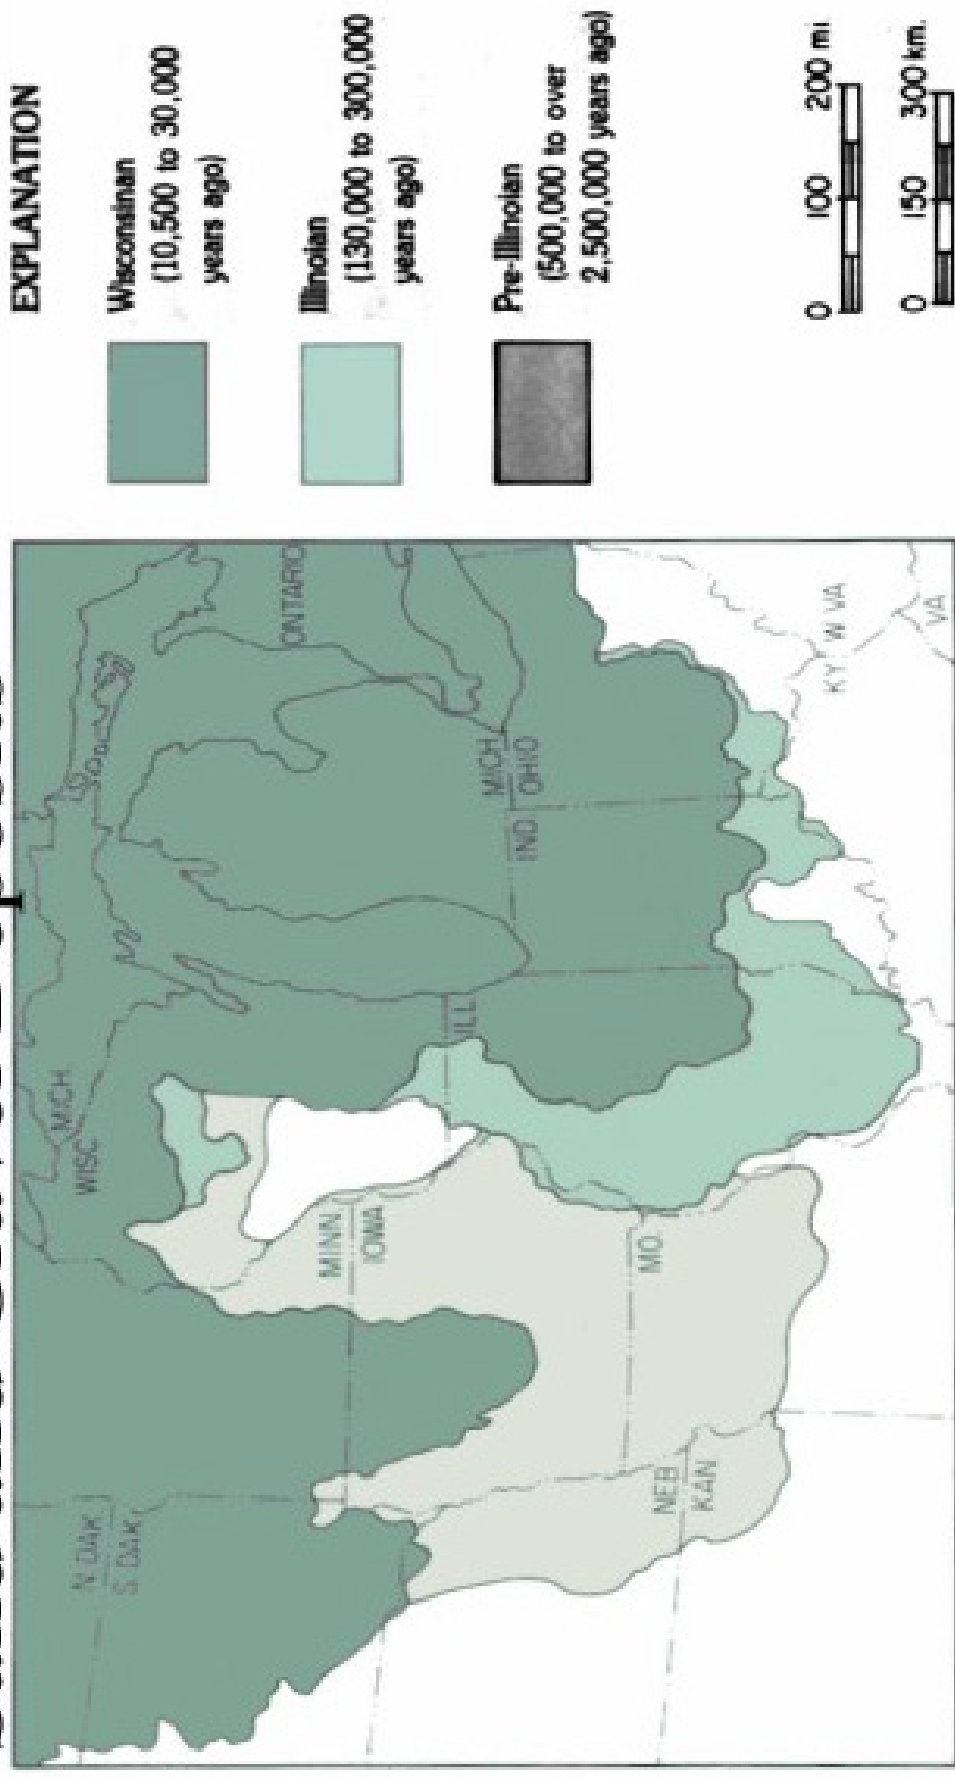 EXPLANATION
Wisconsinan
(10,500 to 30,000
years ago)
Illinoian
(130,000 to 300,000
years ago)
Pre-Illinoian
(500,000 to over
2,500,000 years ago)
0 100 200 mi
0 150 300 km.
N DAK
S DAK
MINN
IOWA
NEB
KAN
MO
WISC
MICH
ILL
IND
MICH
OHIO
ONTARIO
KY
W VA
VA